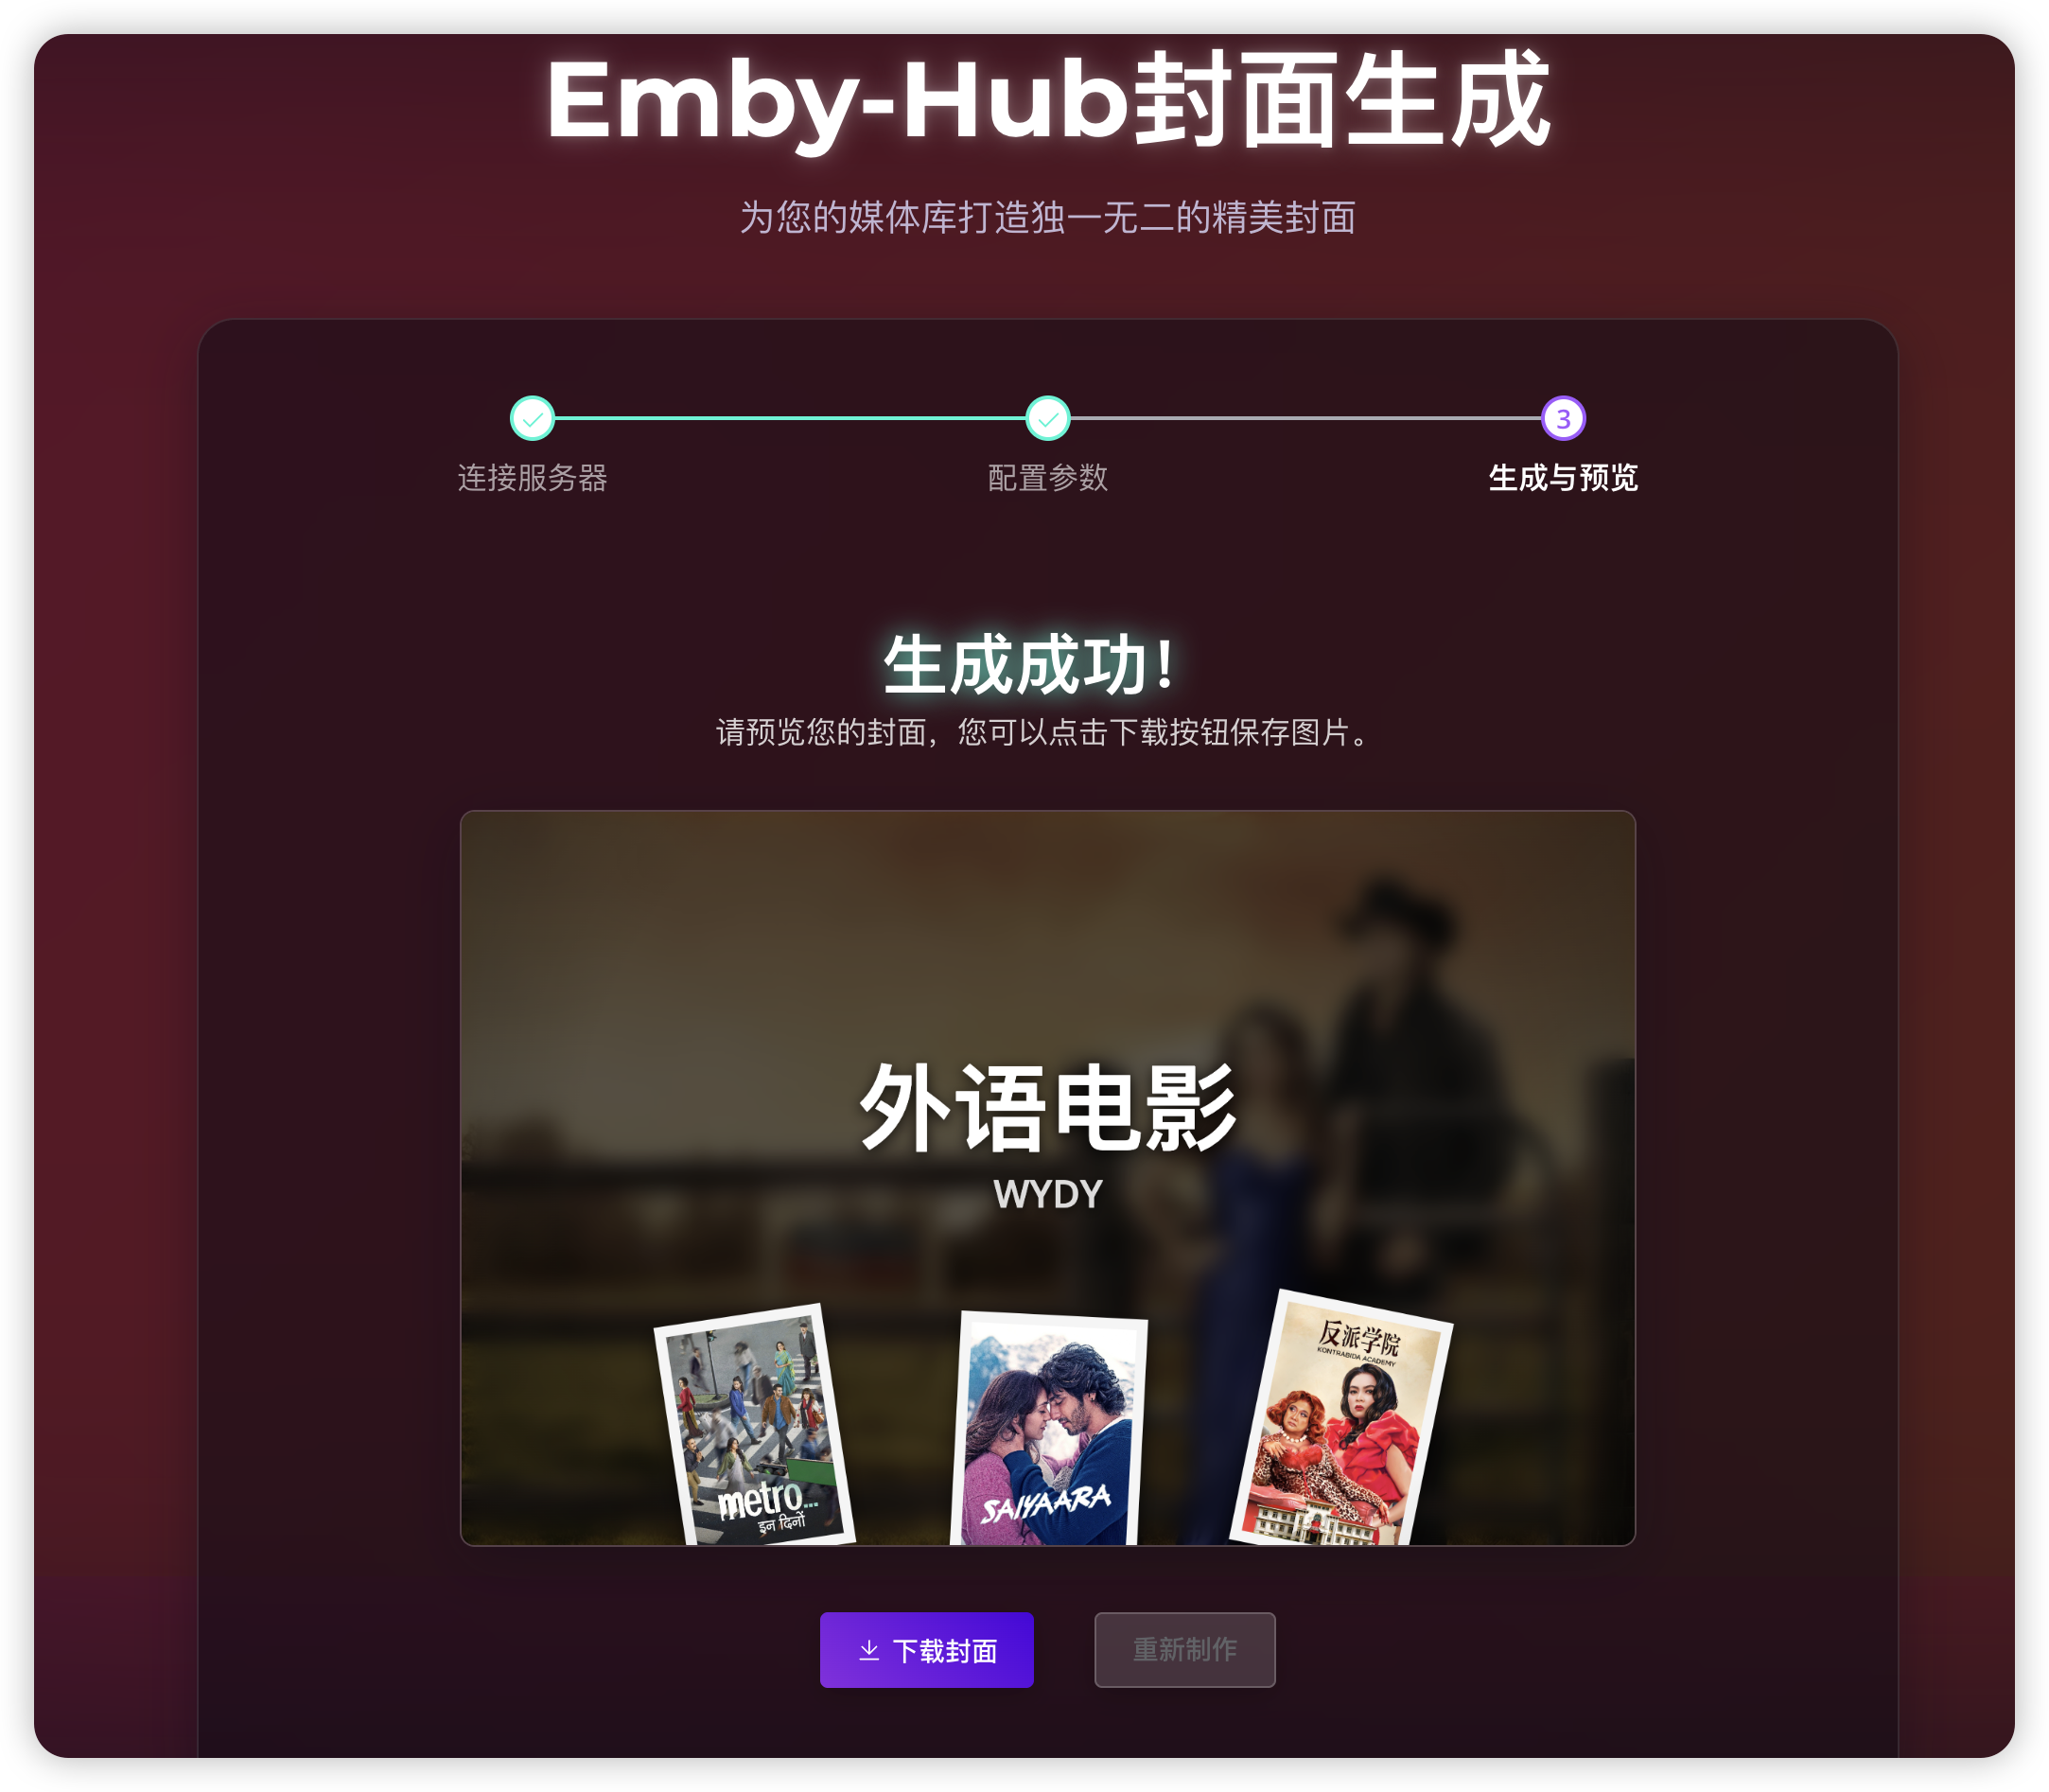 Emby-Hub封面生成
为您的媒体库打造独一无二的精美封面
3
连接服务器
配置参数
生成与预览
生成成功！
请预览您的封面，您可以点击下载按钮保存图片。
外语电影
WYDY
metro...
इन दिनों
SAIYAARA
反派学院
KONTRABIDA ACADEMY
下载封面
重新制作